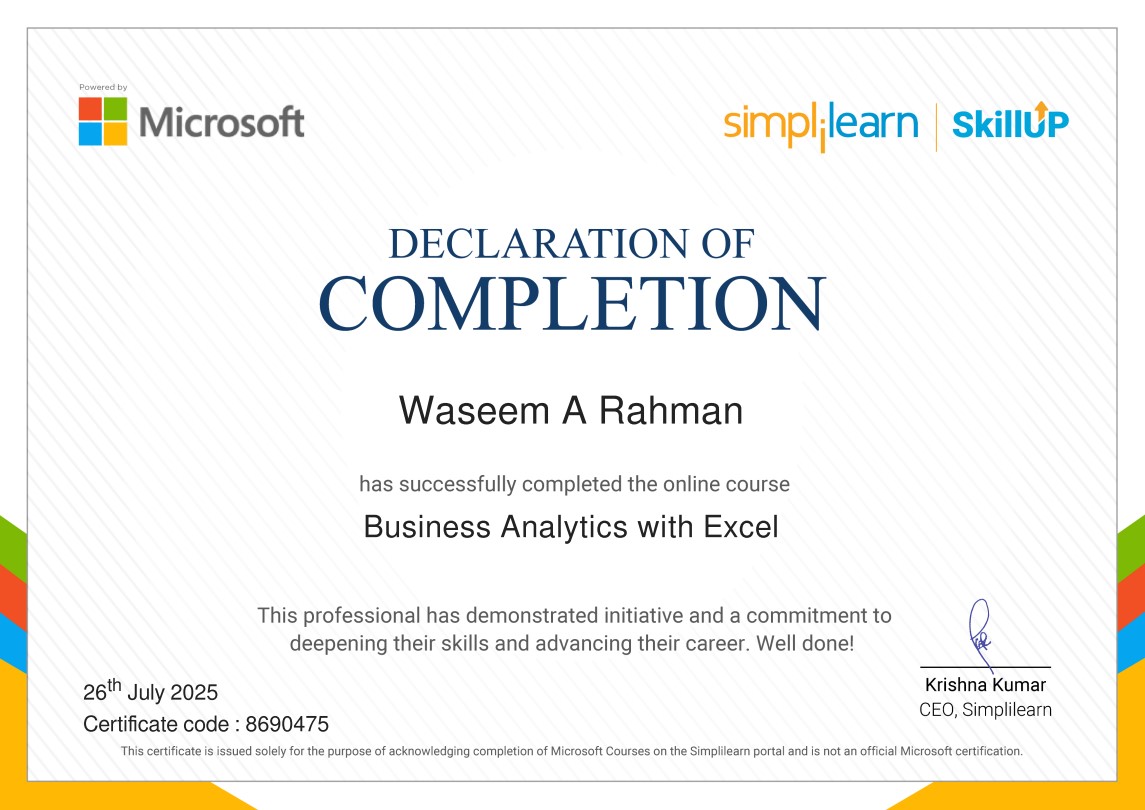 Powered by
Microsoft
simplilearn | SkillUP
DECLARATION OF
COMPLETION
Waseem A Rahman
has successfully completed the online course
Business Analytics with Excel
This professional has demonstrated initiative and a commitment to
deepening their skills and advancing their career. Well done!
26th July 2025
Certificate code : 8690475
Krishna Kumar
CEO, Simplilearn
This certificate is issued solely for the purpose of acknowledging completion of Microsoft Courses on the Simplilearn portal and is not an official Microsoft certification.